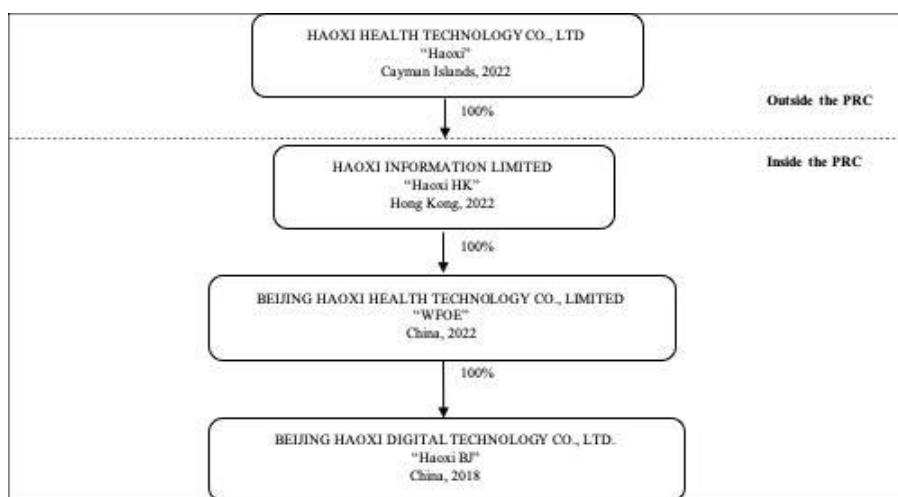 HAOXI HEALTH TECHNOLOGY CO., LTD
“Haoxi”
Cayman Islands, 2022
Outside the PRC
100%
Inside the PRC
HAOXI INFORMATION LIMITED
“Haoxi HK”
Hong Kong, 2022
100%
BEIJING HAOXI HEALTH TECHNOLOGY CO., LIMITED
“WFOE”
China, 2022
100%
BEIJING HAOXI DIGITAL TECHNOLOGY CO., LTD.
“Haoxi BJ”
China, 2018